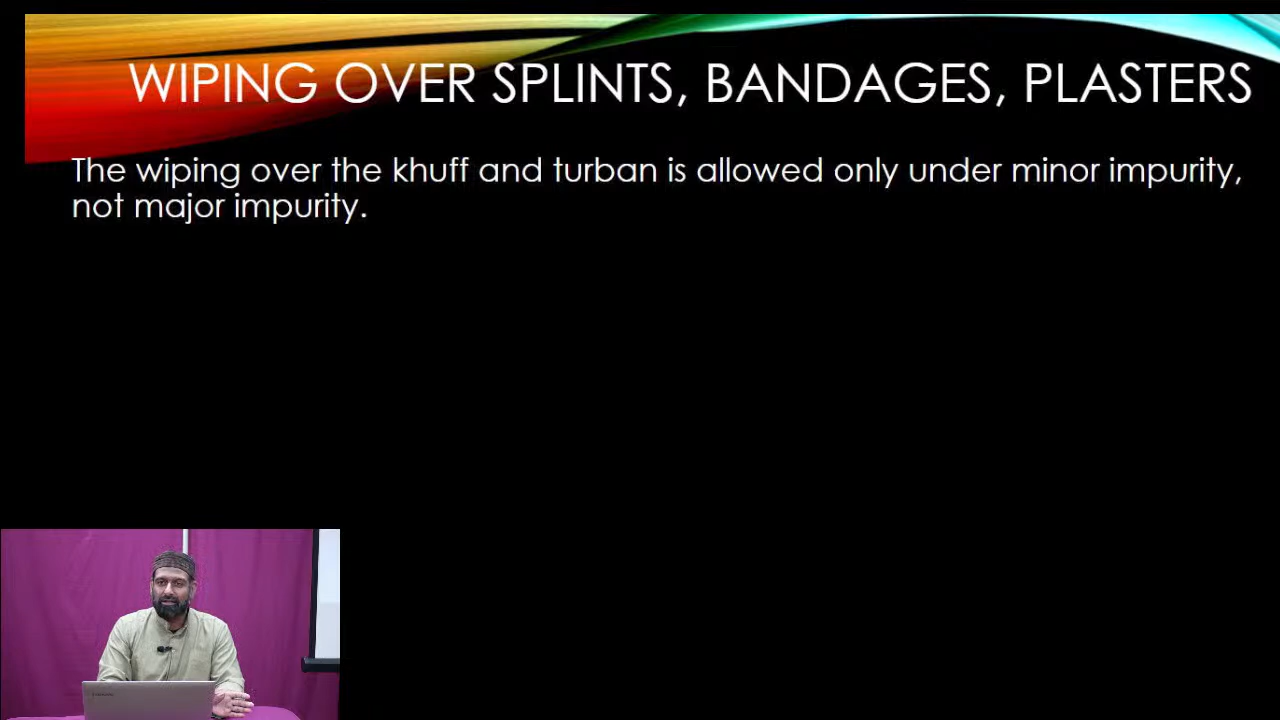 WIPING OVER SPLINTS, BANDAGES, PLASTERS
The wiping over the khuff and turban is allowed only under minor impurity,
not major impurity.